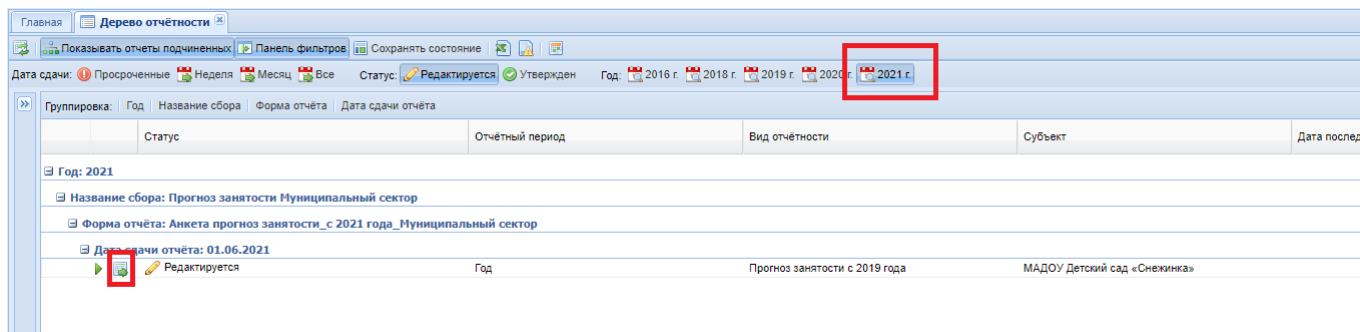 Главная Дерево отчётности
Показывать отчеты подчиненных Панель фильтров Сохранять состояние
Дата сдачи: Просроченные Неделя Месяц Все Статус: Редактируется Утвержден Год: 2016 г. 2018 г. 2019 г. 2020 г. 2021 г.
Группировка: Год Название сбора Форма отчёта Дата сдачи отчёта
Статус Отчётный период Вид отчётности Субъект Дата послед
Год: 2021
Название сбора: Прогноз занятости Муниципальный сектор
Форма отчёта: Анкета прогноз занятости_с 2021 года_Муниципальный сектор
Дата сдачи отчёта: 01.06.2021
Редактируется Год Прогноз занятости с 2019 года МАДОУ Детский сад «Снежинка»